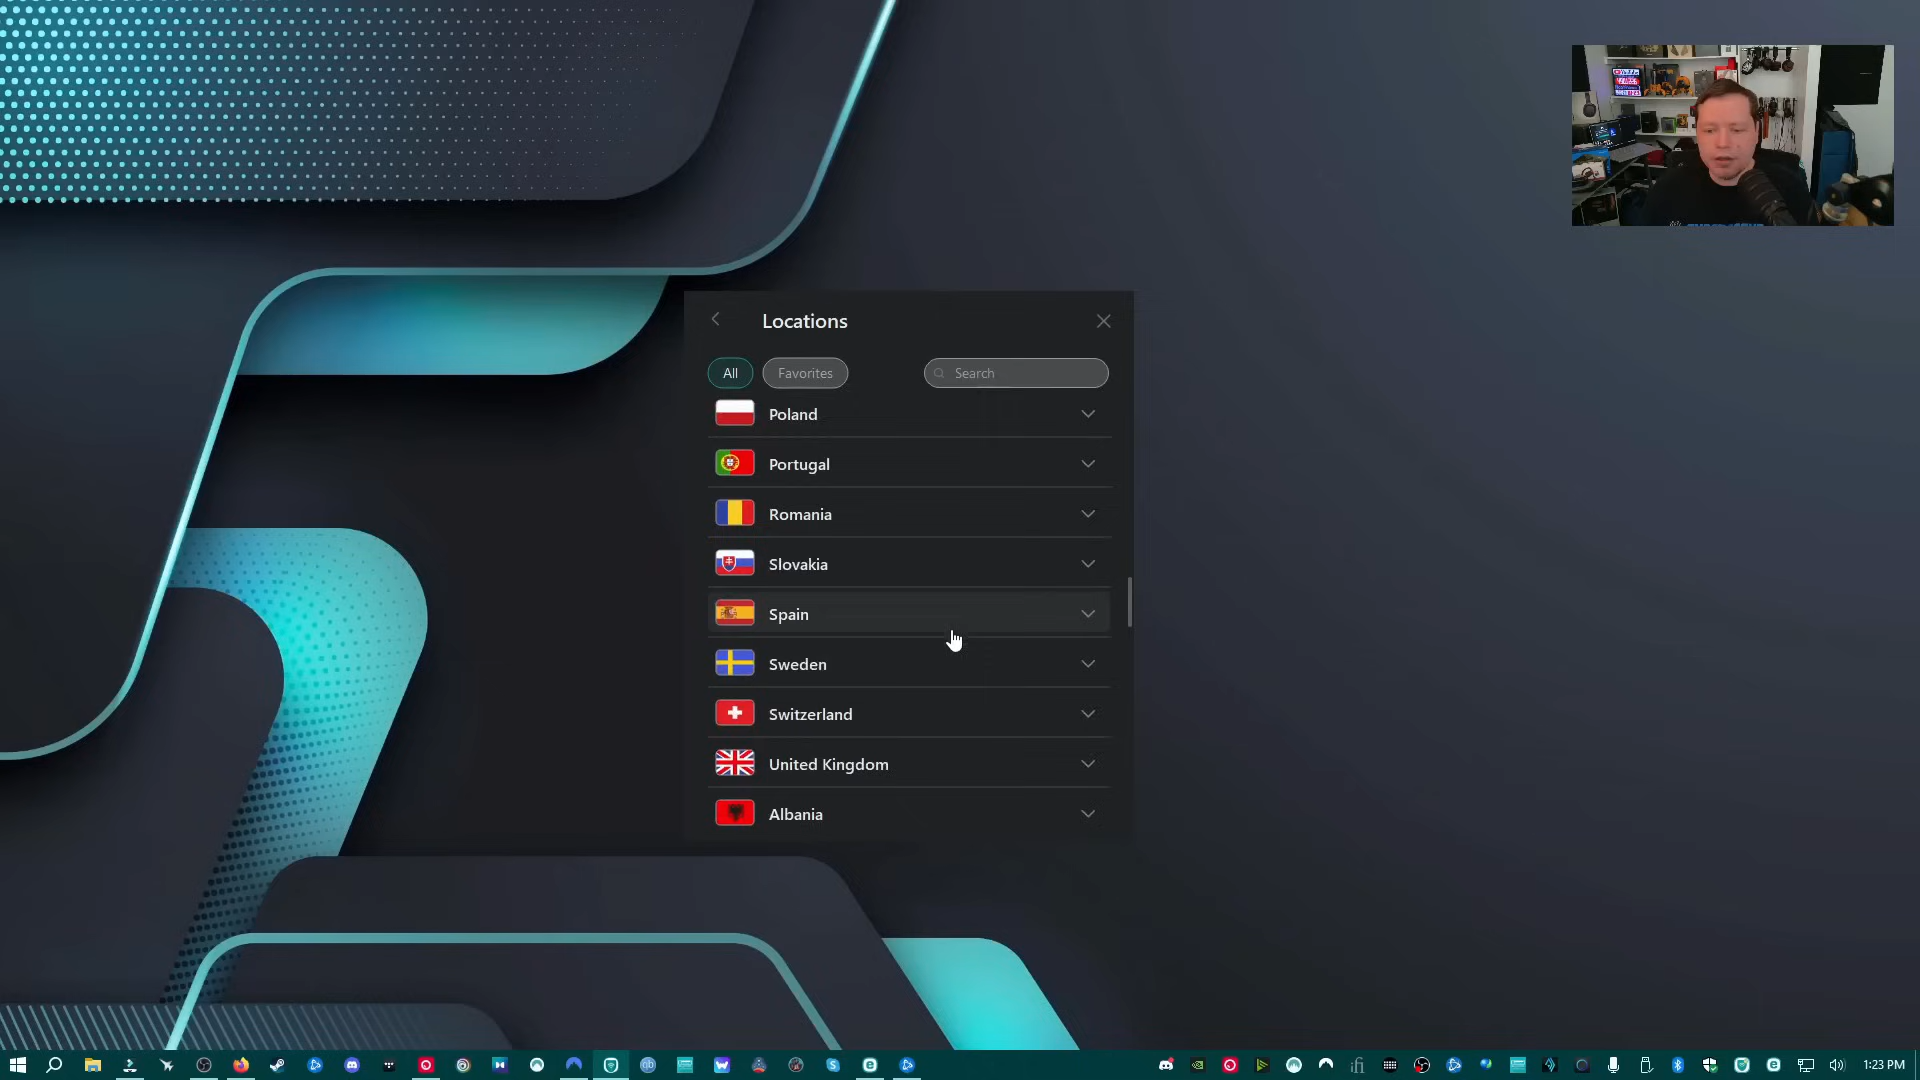 Locations
All
Favorites
Search
Poland
Portugal
Romania
Slovakia
Spain
Sweden
Switzerland
United Kingdom
Albania
1:23 PM